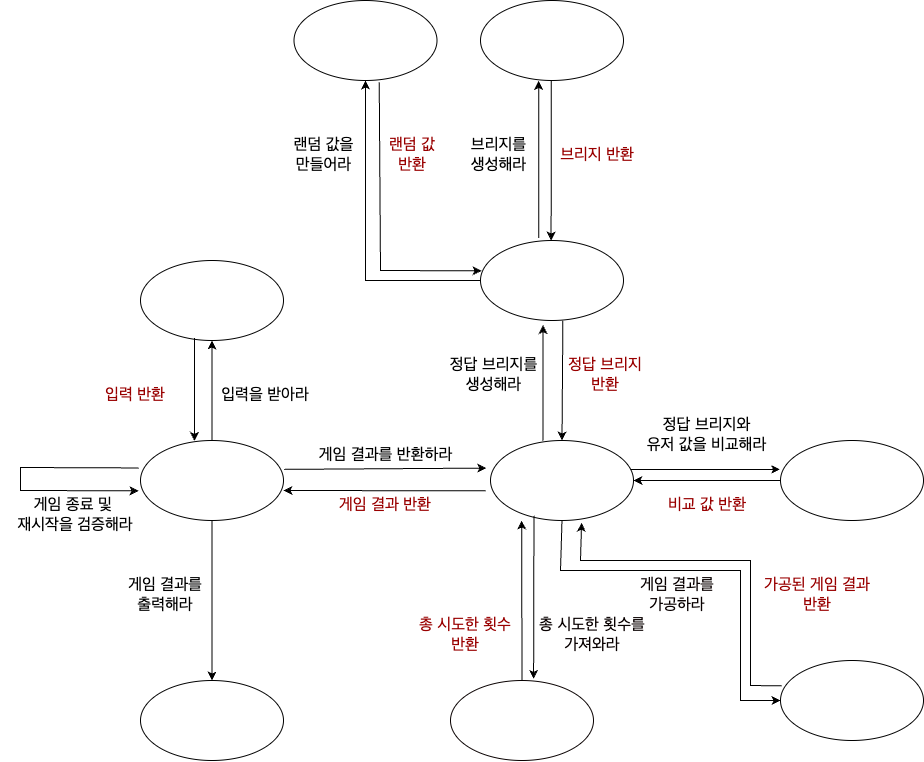 랜덤 값을
만들어라
랜덤 값
반환
브리지를
생성해라
브리지 반환
정답 브리지를
생성해라
정답 브리지
반환
입력 반환
입력을 받아라
정답 브리지와
유저 값을 비교해라
게임 결과를 반환하라
게임 결과 반환
비교 값 반환
게임 종료 및
재시작을 검증해라
게임 결과를
출력해라
게임 결과를
가공하라
가공된 게임 결과
반환
총 시도한 횟수
반환
총 시도한 횟수를
가져와라